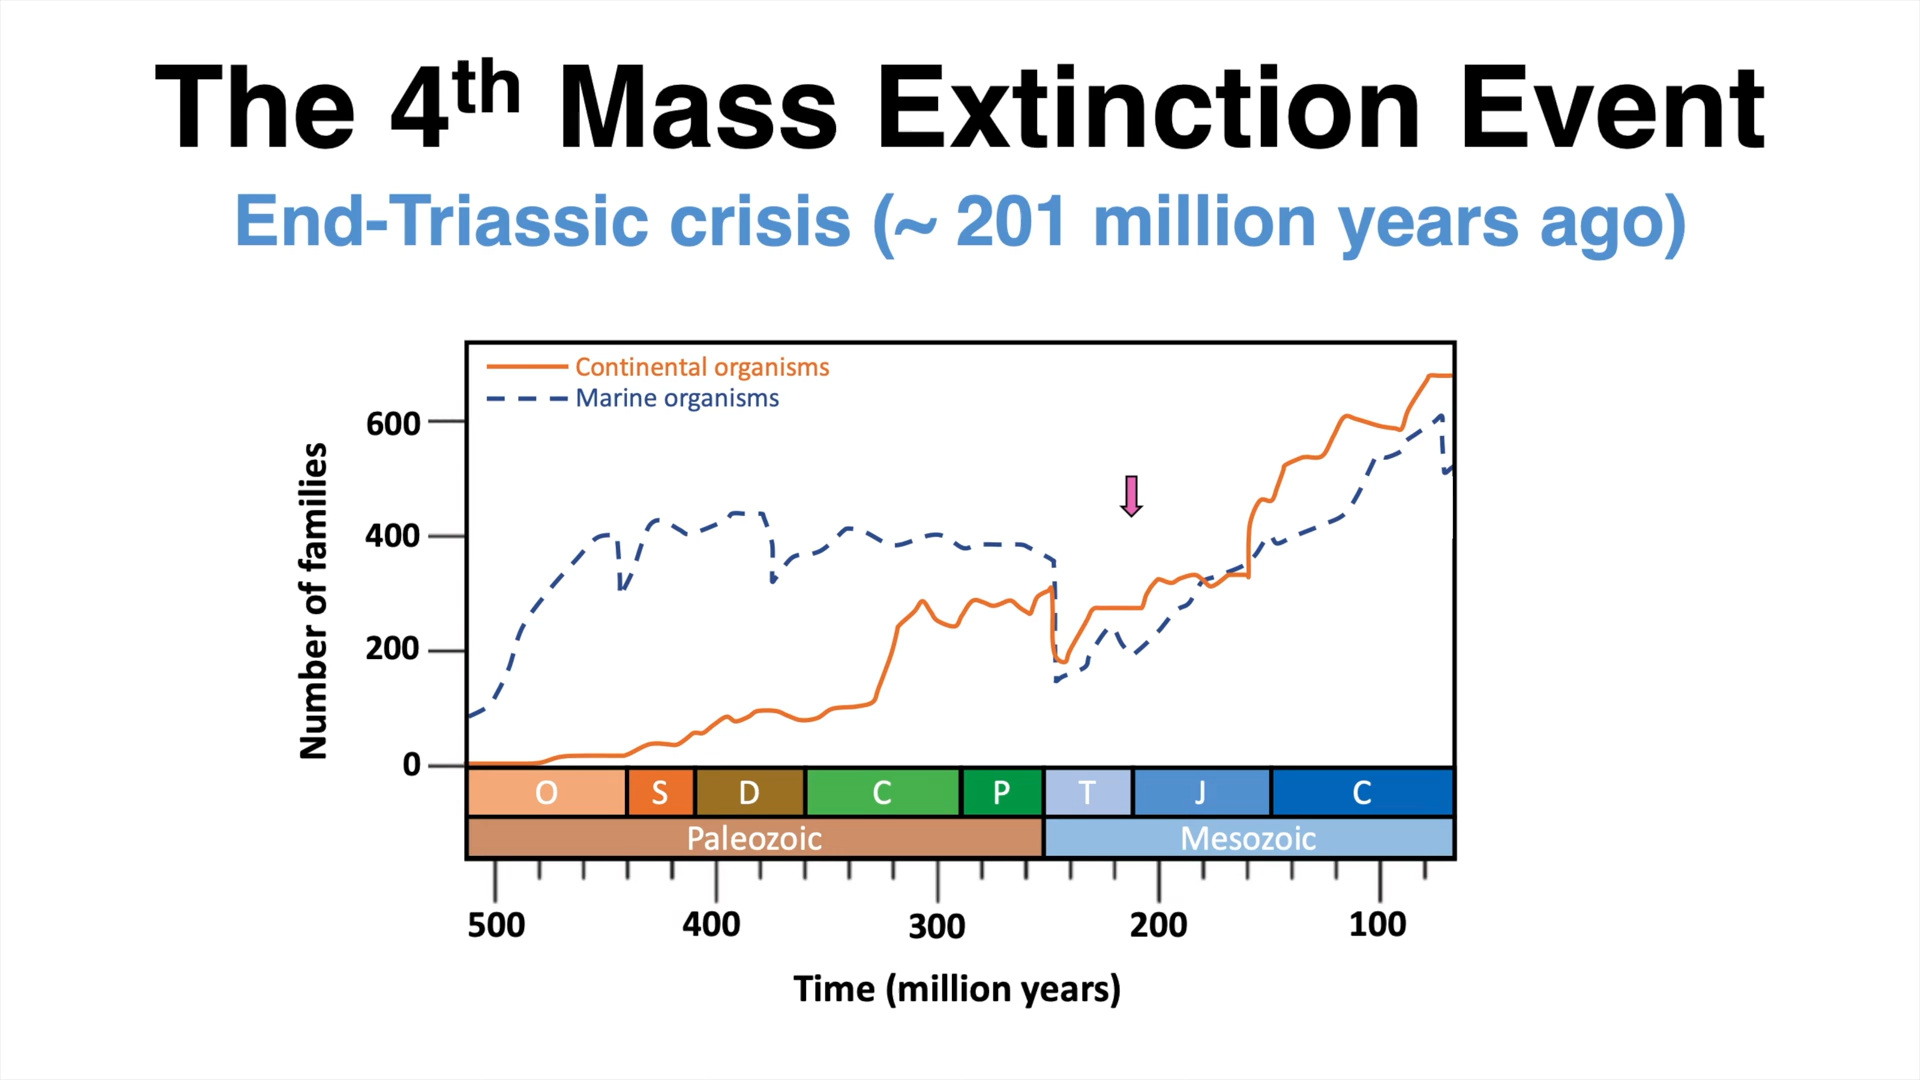 The 4th Mass Extinction Event
End-Triassic crisis (~ 201 million years ago)
Continental organisms
Marine organisms
Number of families
600
400
200
0
O S D C P T J C
Paleozoic Mesozoic
500 400 300 200 100
Time (million years)